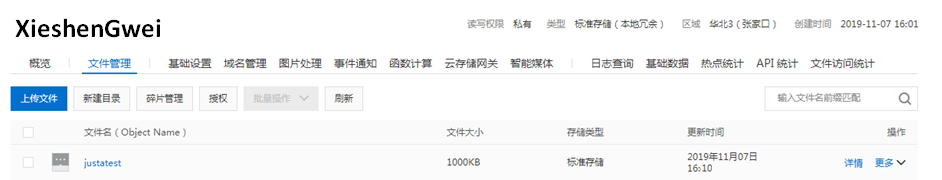 XieshenGwei
读写权限 私有 类型 标准存储（本地冗余） 区域 华北3（张家口） 创建时间 2019-11-07 16:01
概览 文件管理 基础设置 域名管理 图片处理 事件通知 函数计算 云存储网关 智能媒体 日志查询 基础数据 热点统计 API 统计 文件访问统计
上传文件 新建目录 碎片管理 授权 批量操作 刷新 输入文件名前缀匹配
文件名（Object Name） 文件大小 存储类型 更新时间 操作
justatest 1000KB 标准存储 2019年11月07日 详情 更多
16:10